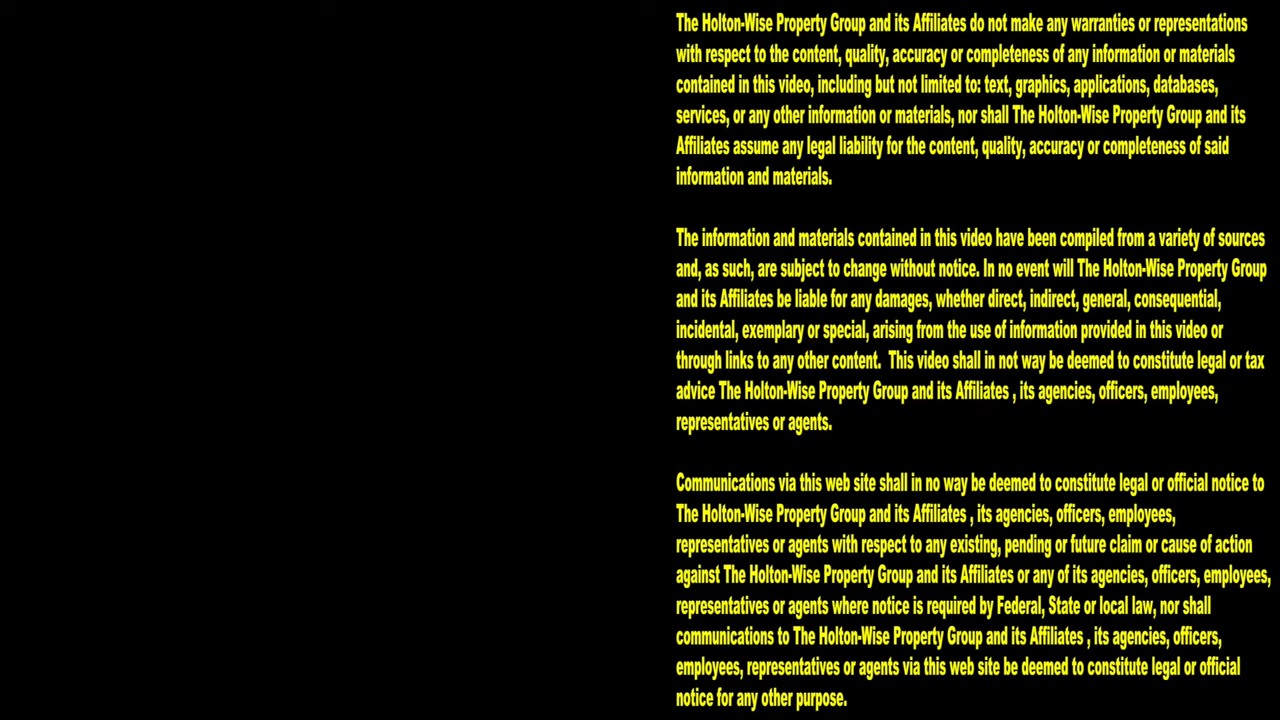 The Holton-Wise Property Group and its Affiliates do not make any warranties or representations
with respect to the content, quality, accuracy or completeness of any information or materials
contained in this video, including but not limited to: text, graphics, applications, databases,
services, or any other information or materials, nor shall The Holton-Wise Property Group and its
Affiliates assume any legal liability for the content, quality, accuracy or completeness of said
information and materials.
The information and materials contained in this video have been compiled from a variety of sources
and, as such, are subject to change without notice. In no event will The Holton-Wise Property Group
and its Affiliates be liable for any damages, whether direct, indirect, general, consequential,
incidental, exemplary or special, arising from the use of information provided in this video or
through links to any other content.  This video shall in not way be deemed to constitute legal or tax
advice The Holton-Wise Property Group and its Affiliates , its agencies, officers, employees,
representatives or agents.
Communications via this web site shall in no way be deemed to constitute legal or official notice to
The Holton-Wise Property Group and its Affiliates , its agencies, officers, employees,
representatives or agents with respect to any existing, pending or future claim or cause of action
against The Holton-Wise Property Group and its Affiliates or any of its agencies, officers, employees,
representatives or agents where notice is required by Federal, State or local law, nor shall
communications to The Holton-Wise Property Group and its Affiliates , its agencies, officers,
employees, representatives or agents via this web site be deemed to constitute legal or official
notice for any other purpose.